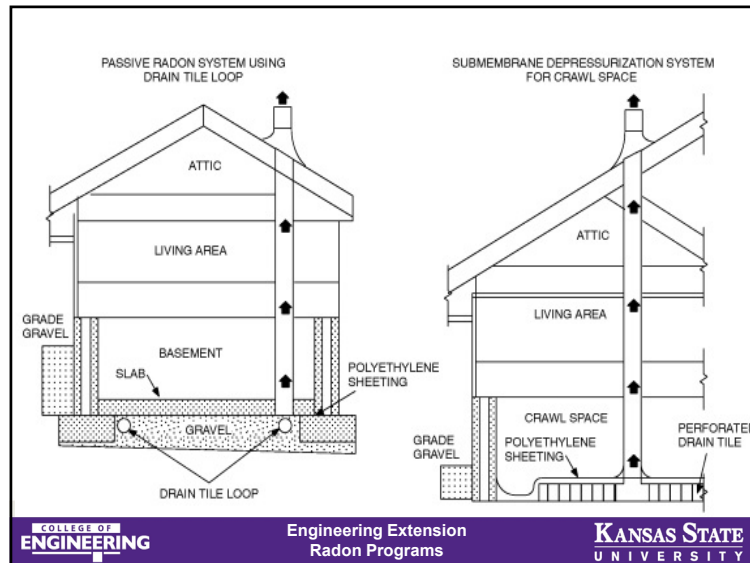 PASSIVE RADON SYSTEM USING
DRAIN TILE LOOP
ATTIC
LIVING AREA
GRADE
GRAVEL
BASEMENT
SLAB
POLYETHYLENE
SHEETING
GRAVEL
DRAIN TILE LOOP
SUBMEMBRANE DEPRESSURIZATION SYSTEM
FOR CRAWL SPACE
ATTIC
LIVING AREA
CRAWL SPACE
PERFORATED
DRAIN TILE
GRADE
GRAVEL
POLYETHYLENE
SHEETING
COLLEGE OF
ENGINEERING
Engineering Extension
Radon Programs
KANSAS STATE
UNIVERSITY